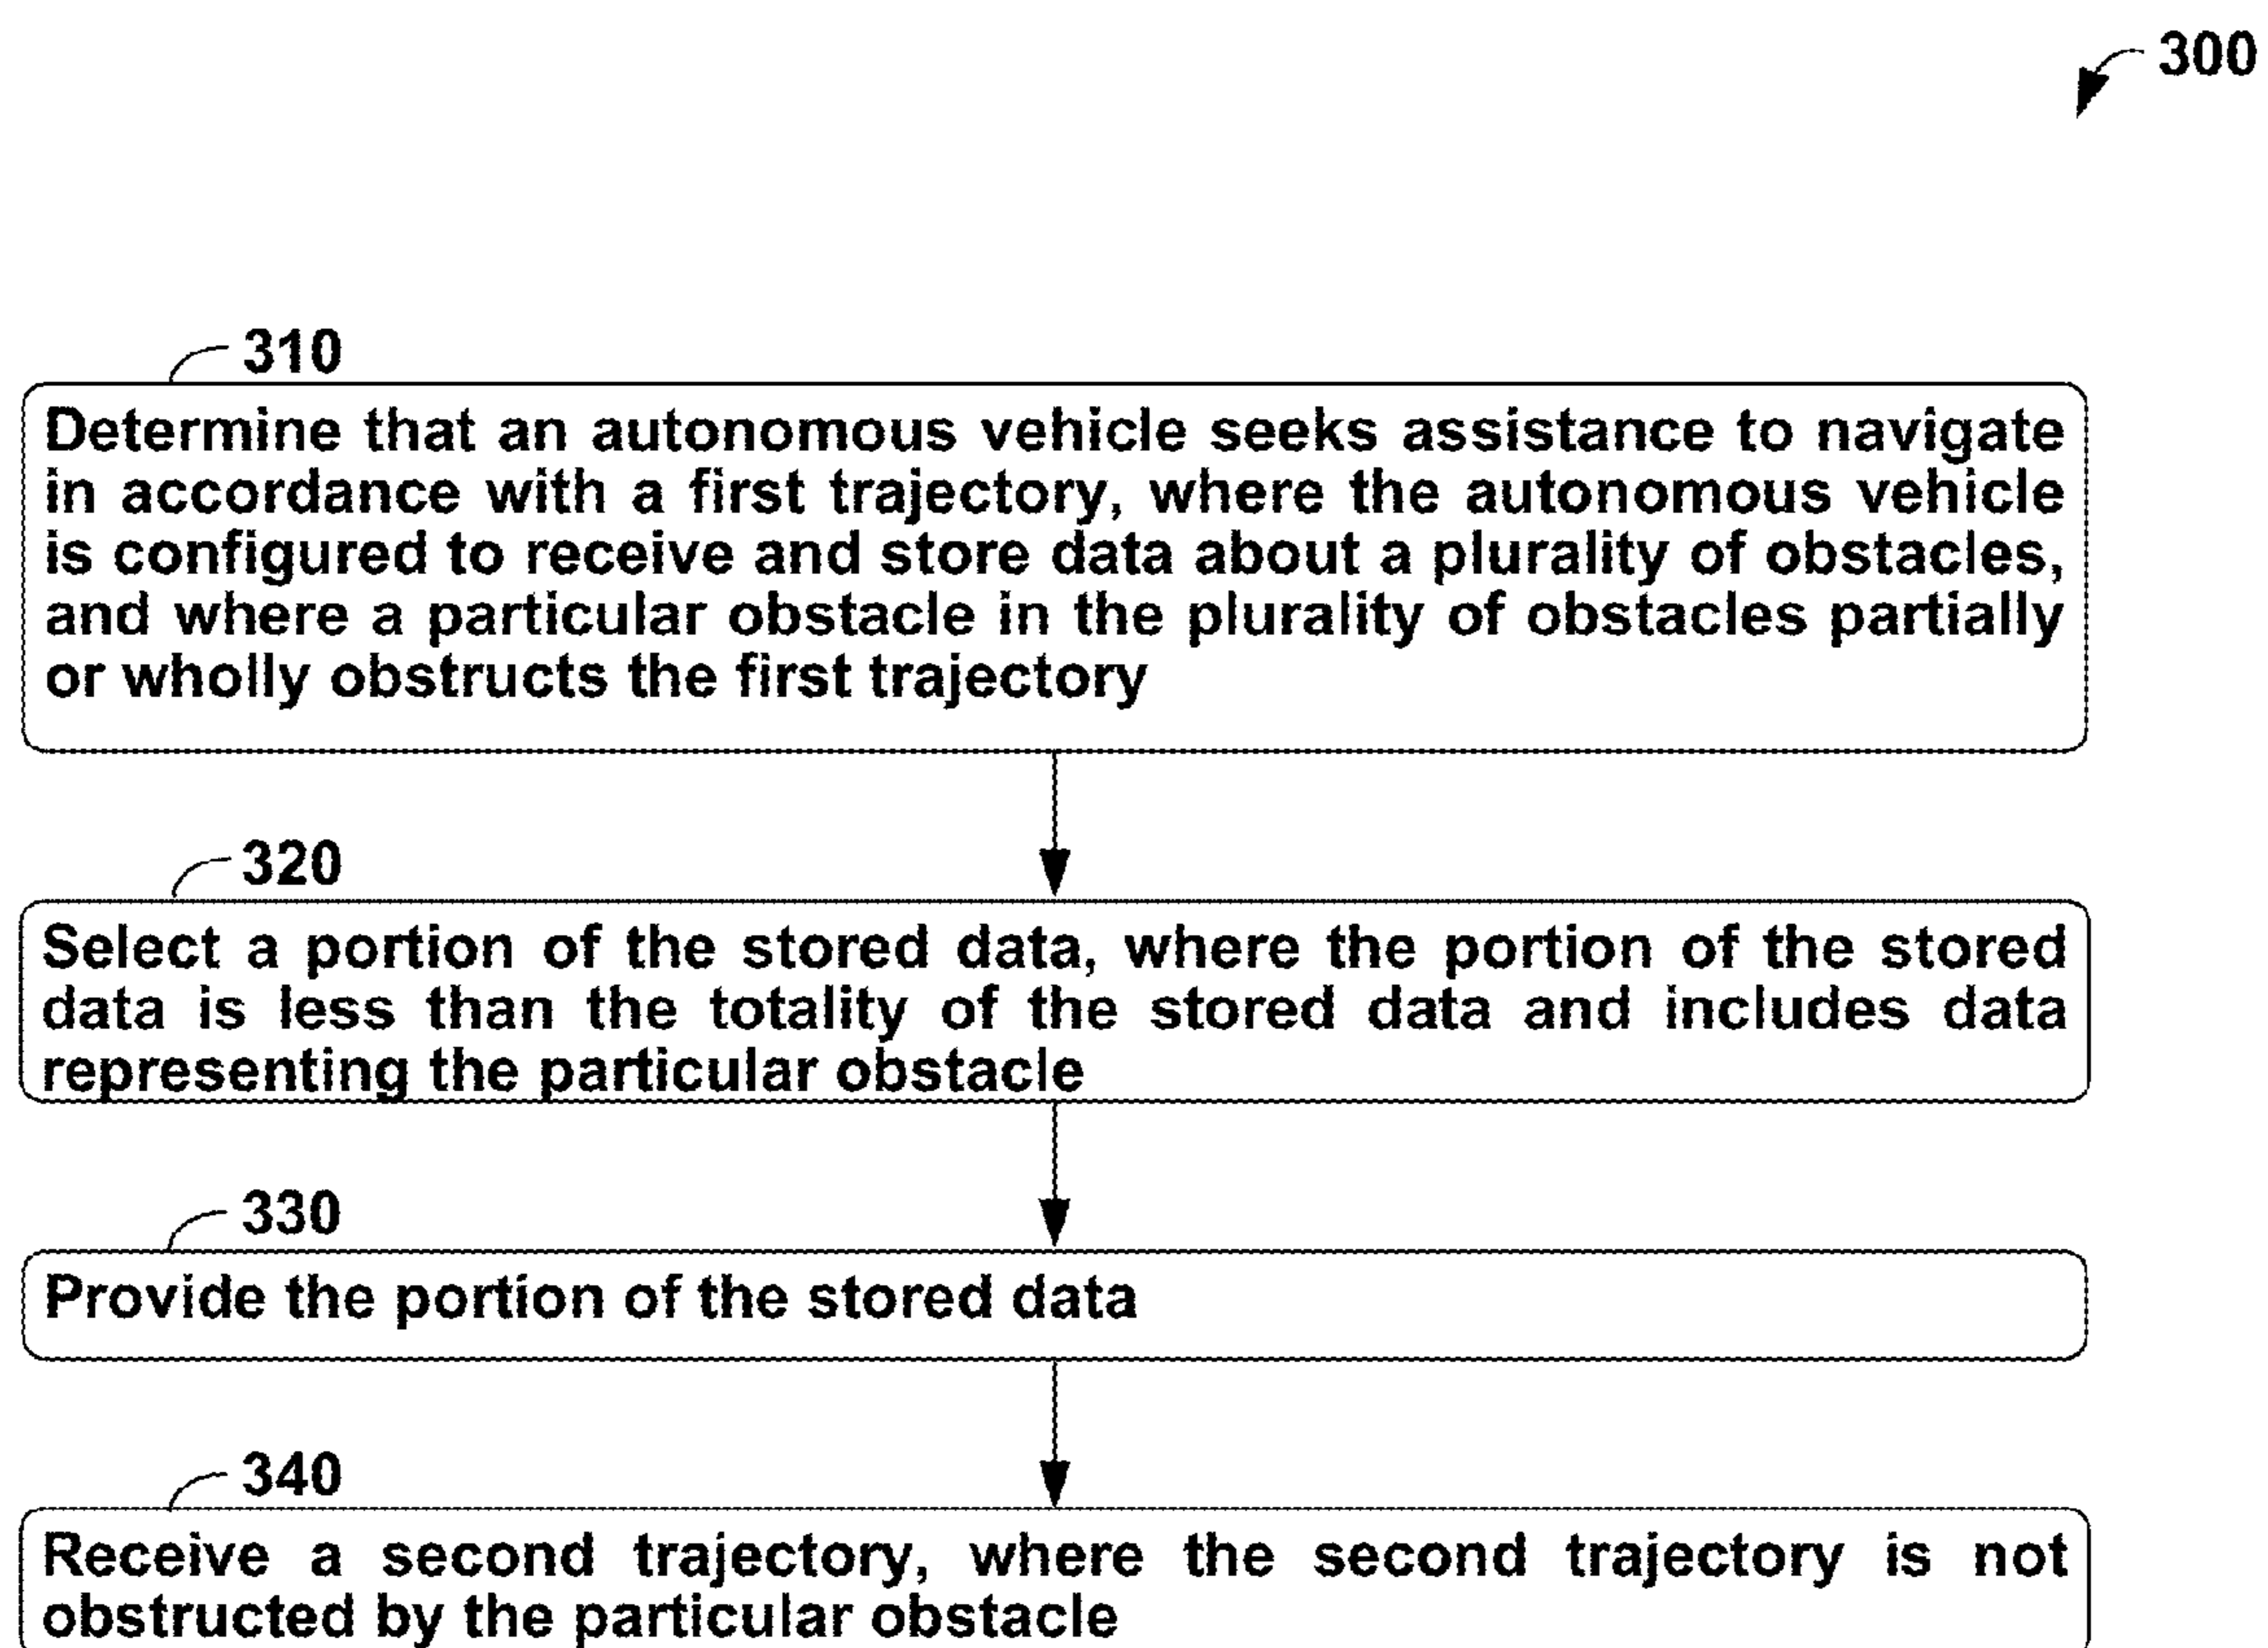 300
310
Determine that an autonomous vehicle seeks assistance to navigate
in accordance with a first trajectory, where the autonomous vehicle
is configured to receive and store data about a plurality of obstacles,
and where a particular obstacle in the plurality of obstacles partially
or wholly obstructs the first trajectory
320
Select a portion of the stored data, where the portion of the stored
data is less than the totality of the stored data and includes data
representing the particular obstacle
330
Provide the portion of the stored data
340
Receive a second trajectory, where the second trajectory is not
obstructed by the particular obstacle